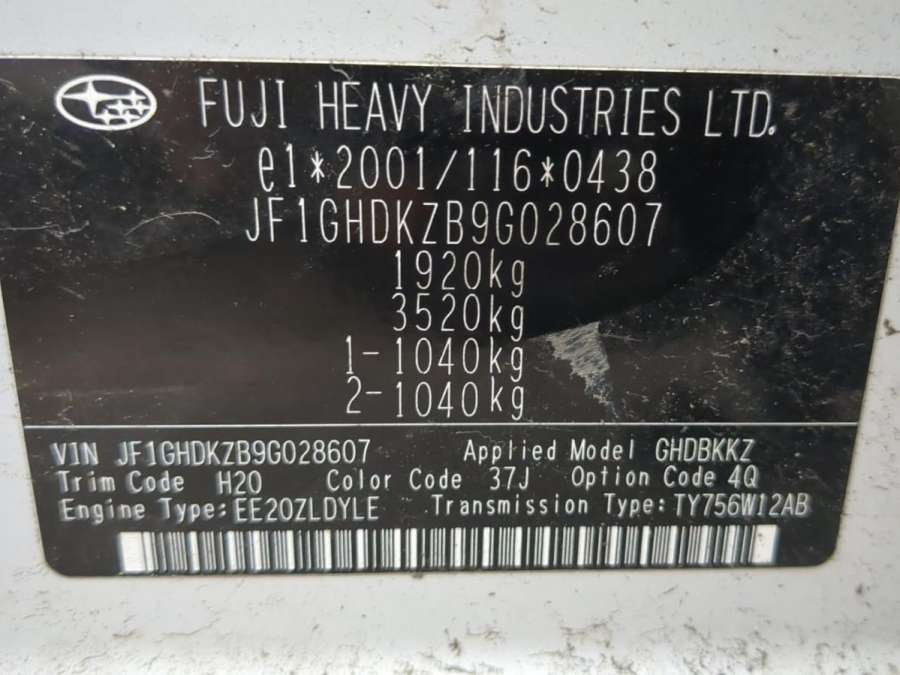 FUJI HEAVY INDUSTRIES LTD.
e1*2001/116*0438
JF1GHDKZB9G028607
1920kg
3520kg
1-1040kg
2-1040kg
VIN JF1GHDKZB9G028607 Applied Model GHDBKKZ
Trim Code H20 Color Code 37J Option Code 4Q
Engine Type:EE20ZLDYLE Transmission Type:TY756W12AB